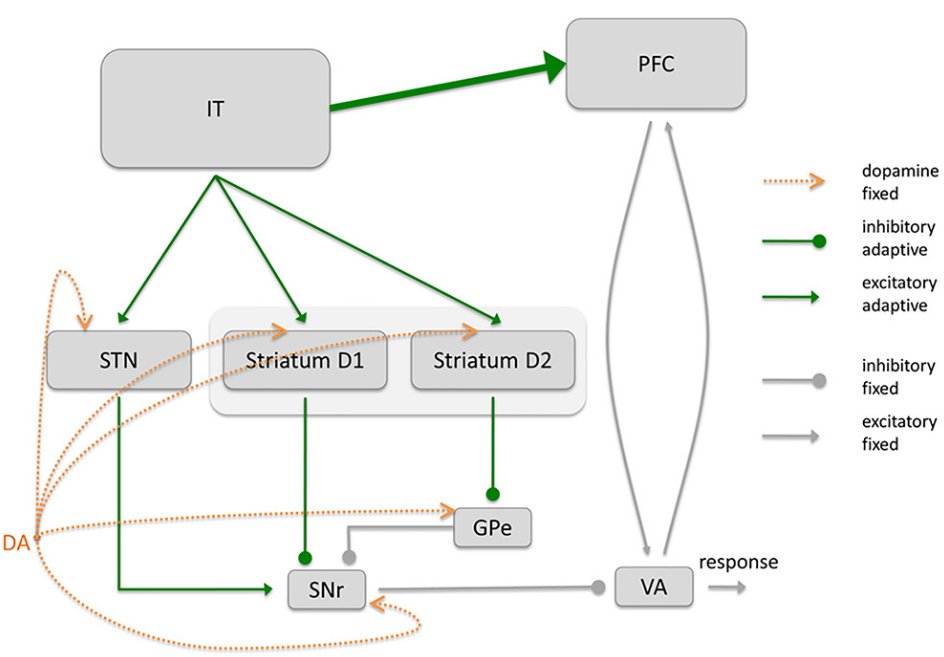 IT
PFC
dopamine
fixed
inhibitory
adaptive
excitatory
adaptive
STN
Striatum D1
Striatum D2
inhibitory
fixed
excitatory
fixed
DA
GPe
SNr
VA
response